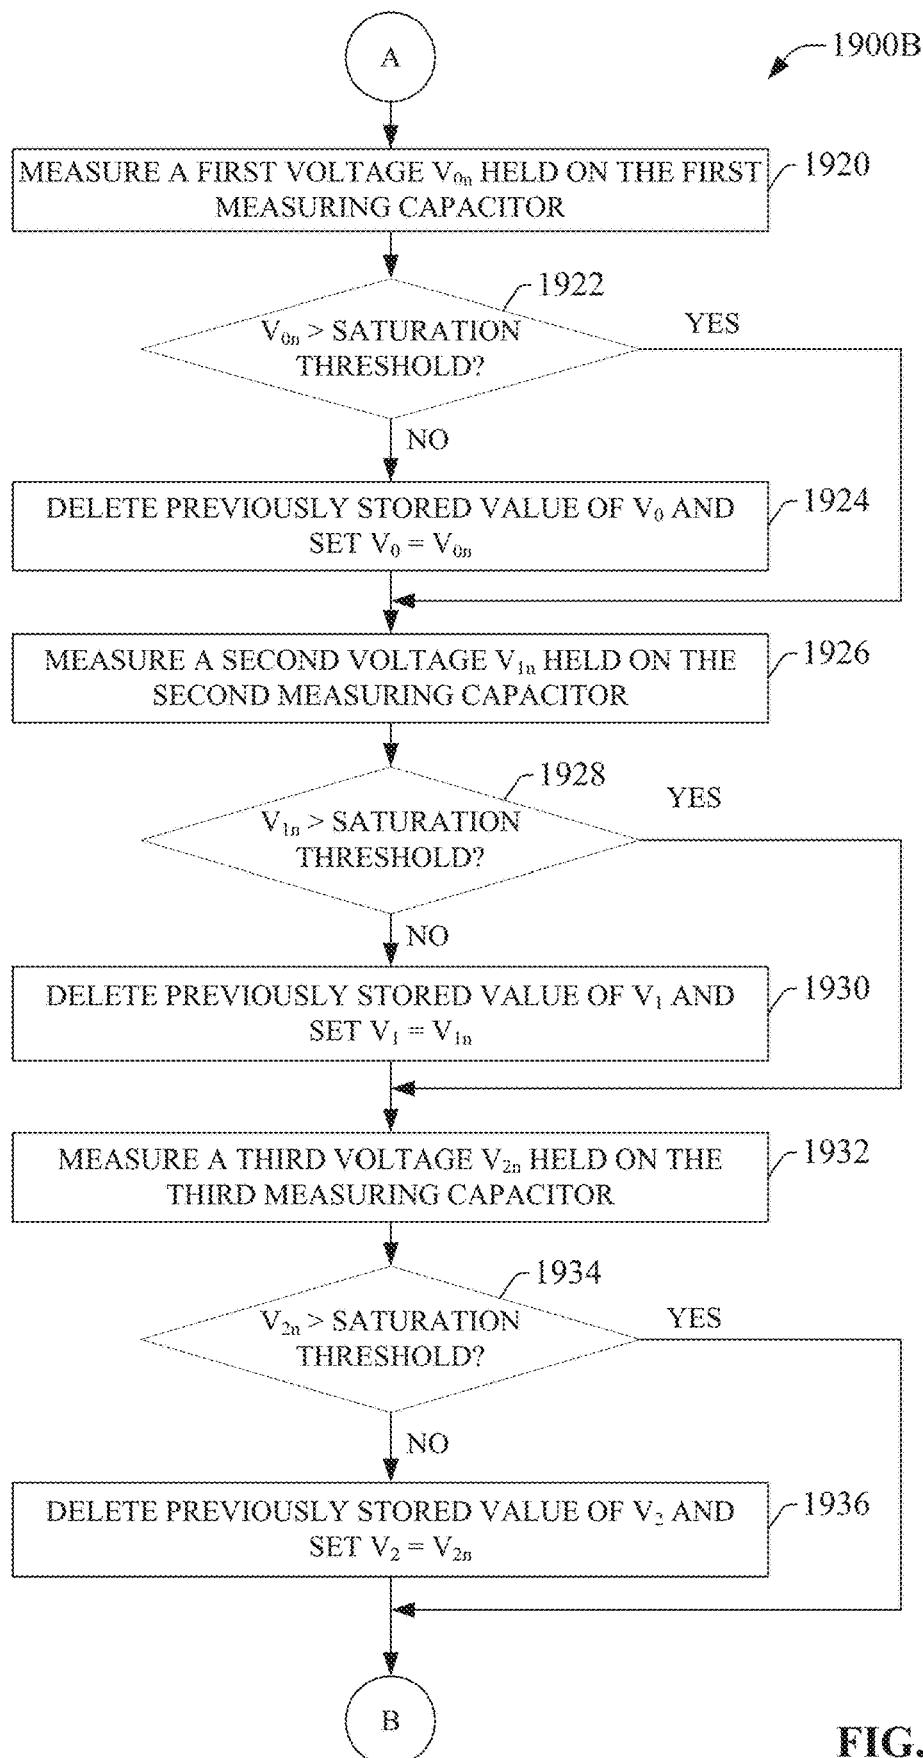 A
1900B
MEASURE A FIRST VOLTAGE V₀ₙ HELD ON THE FIRST
MEASURING CAPACITOR
1920
1922
V₀ₙ > SATURATION
THRESHOLD?
YES
NO
DELETE PREVIOUSLY STORED VALUE OF V₀ AND
SET V₀ = V₀ₙ
1924
MEASURE A SECOND VOLTAGE V₁ₙ HELD ON THE
SECOND MEASURING CAPACITOR
1926
1928
V₁ₙ > SATURATION
THRESHOLD?
YES
NO
DELETE PREVIOUSLY STORED VALUE OF V₁ AND
SET V₁ = V₁ₙ
1930
MEASURE A THIRD VOLTAGE V₂ₙ HELD ON THE
THIRD MEASURING CAPACITOR
1932
1934
V₂ₙ > SATURATION
THRESHOLD?
YES
NO
DELETE PREVIOUSLY STORED VALUE OF V₂ AND
SET V₂ = V₂ₙ
1936
B
FIG.